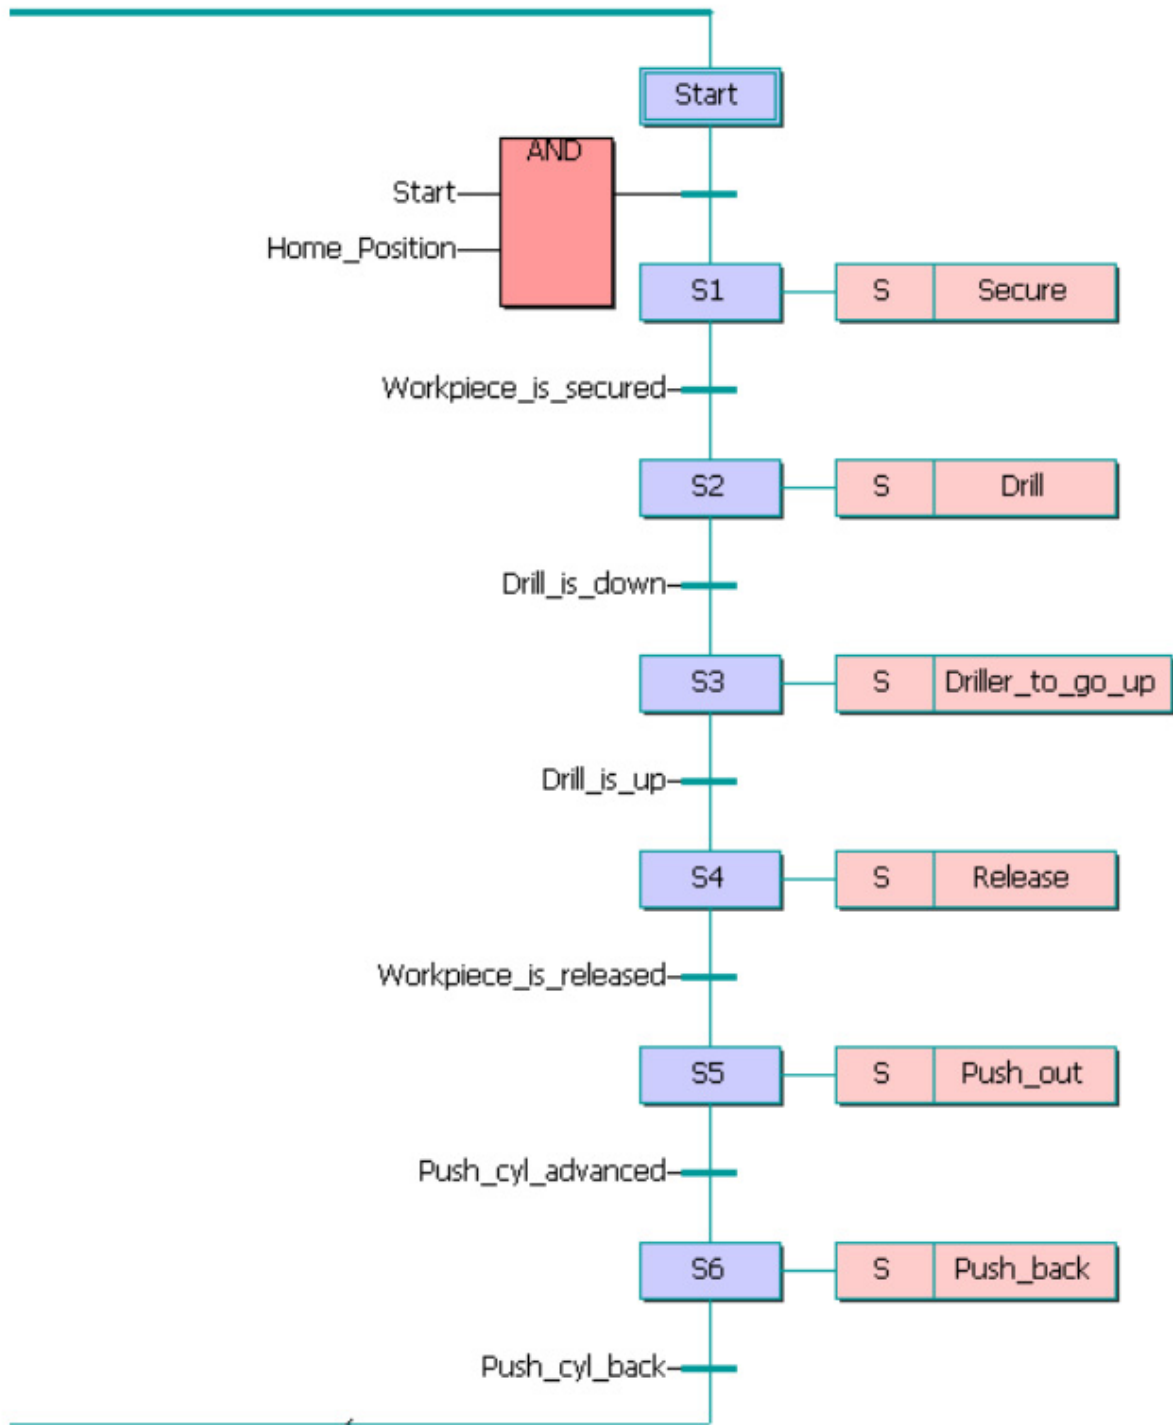 Start
AND
Start
Home_Position
S1 S Secure
Workpiece_is_secured
S2 S Drill
Drill_is_down
S3 S Driller_to_go_up
Drill_is_up
S4 S Release
Workpiece_is_released
S5 S Push_out
Push_cyl_advanced
S6 S Push_back
Push_cyl_back